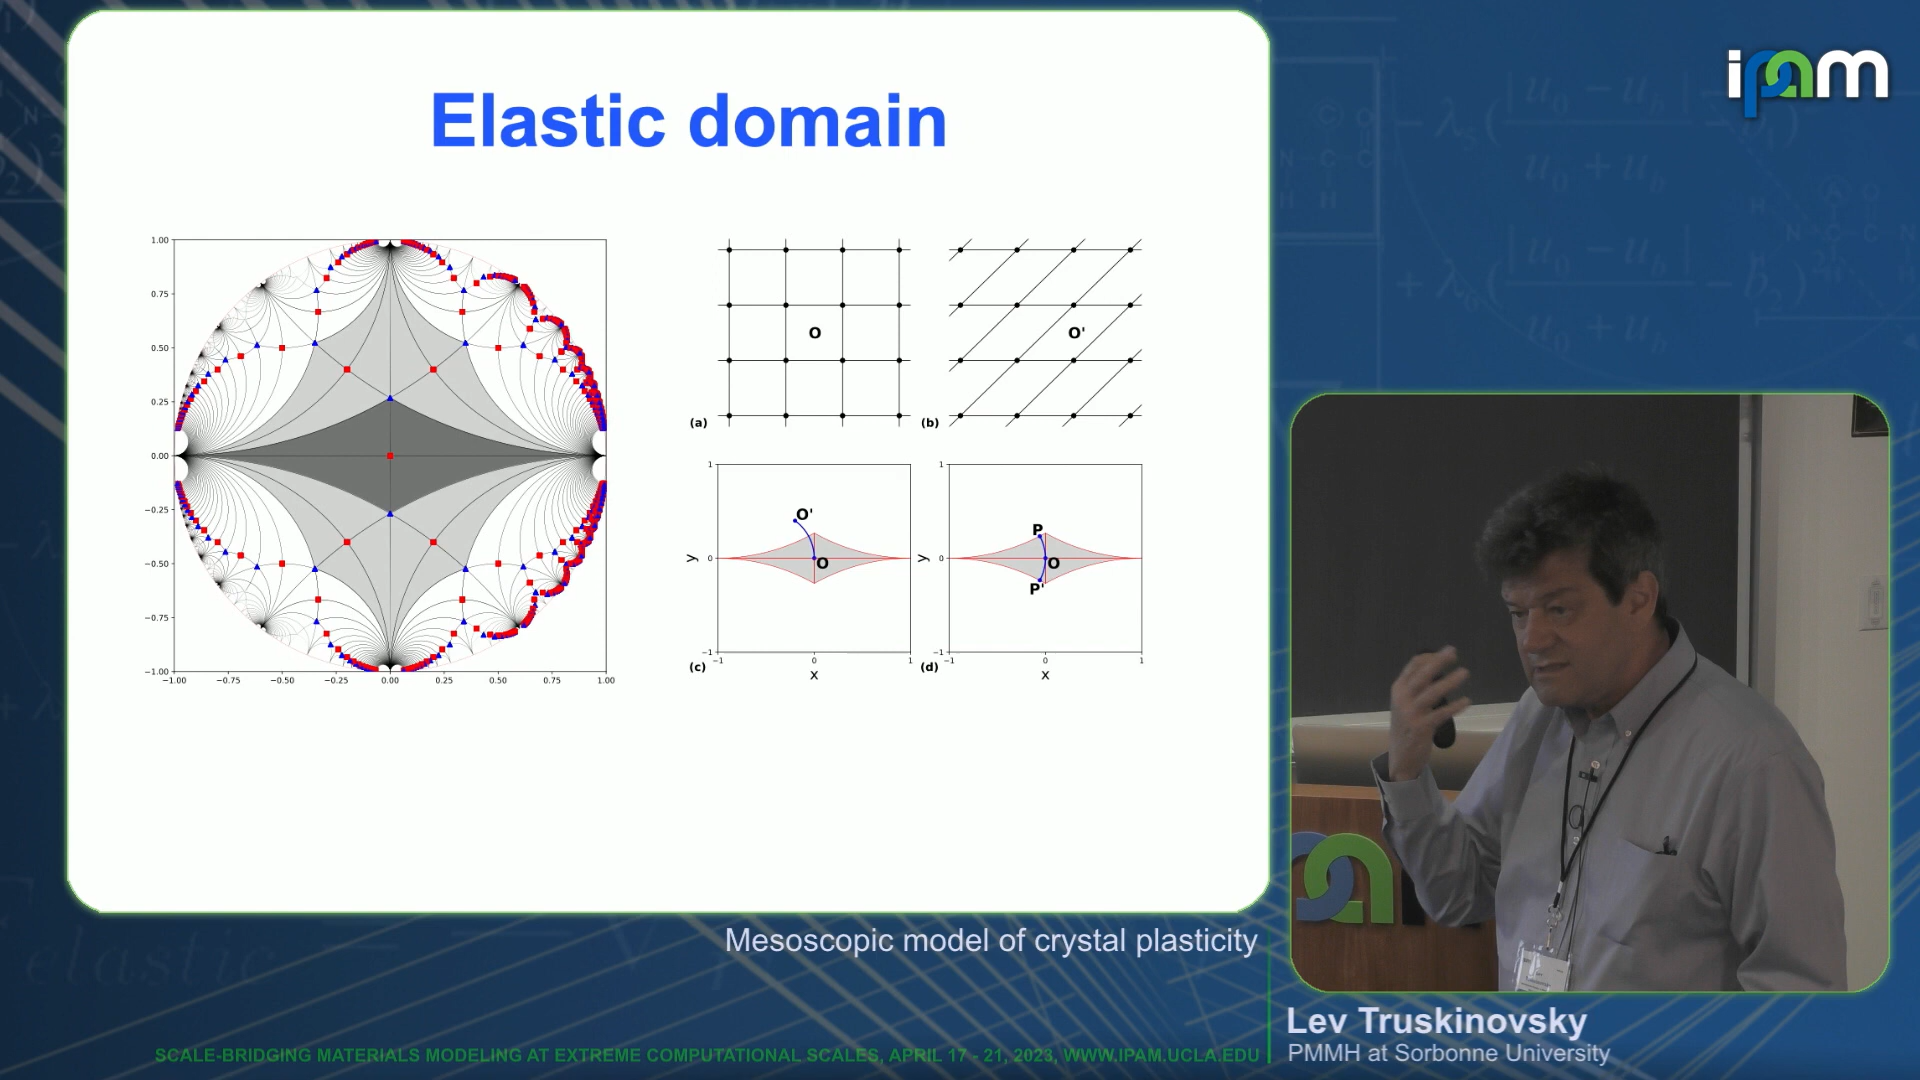 ipam
Elastic domain
1.00
0.75
0.50
0.25
0.00
−0.25
−0.50
−0.75
−1.00
−1.00 −0.75 −0.50 −0.25 0.00 0.25 0.50 0.75 1.00
O
O'
(a)
(b)
1
0
−1
y
O'
O
−1 0 1
x
(c)
1
0
−1
y
P
O
P'
−1 0 1
x
(d)
Mesoscopic model of crystal plasticity
Lev Truskinovsky
PMMH at Sorbonne University
SCALE-BRIDGING MATERIALS MODELING AT EXTREME COMPUTATIONAL SCALES, APRIL 17 - 21, 2023, WWW.IPAM.UCLA.EDU
elastic